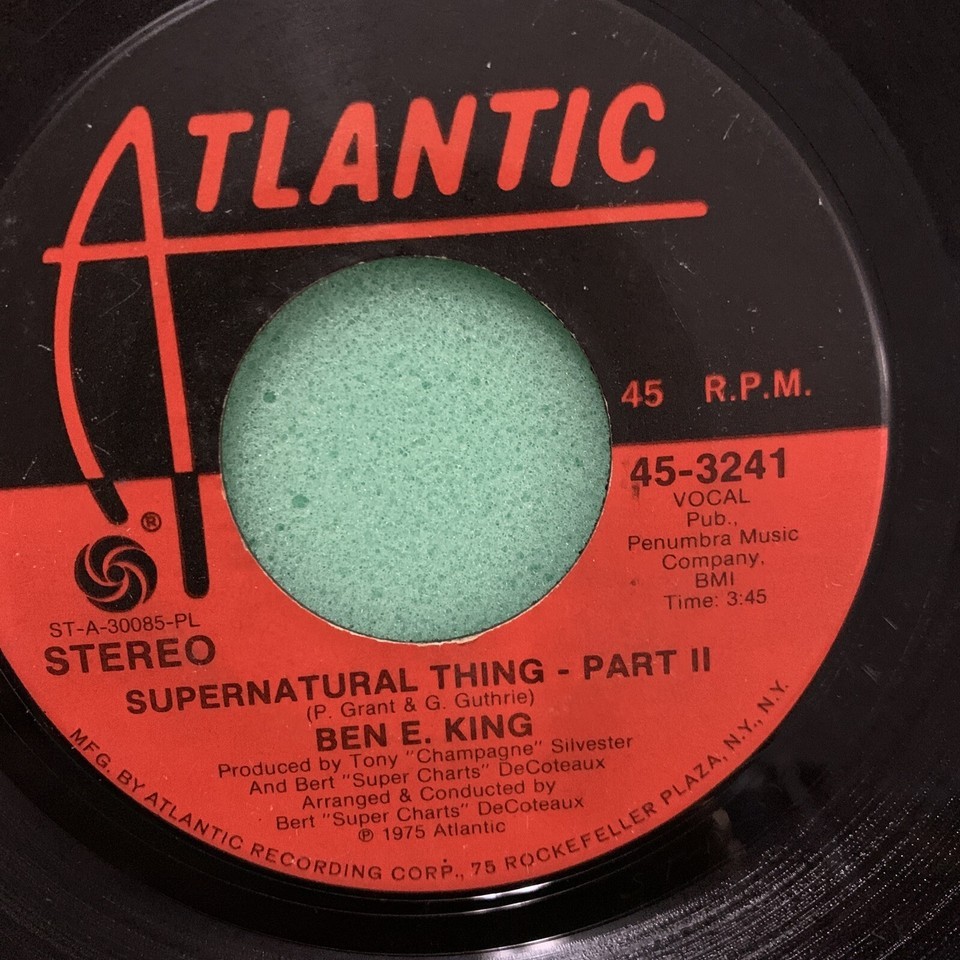 ATLANTIC
45 R.P.M.
45-3241
VOCAL
Pub.,
Penumbra Music
Company,
BMI
Time: 3:45
®
ST-A-30085-PL
STEREO
SUPERNATURAL THING - PART II
(P. Grant & G. Guthrie)
BEN E. KING
Produced by Tony "Champagne" Silvester
And Bert "Super Charts" DeCoteaux
Arranged & Conducted by
Bert "Super Charts" DeCoteaux
℗ 1975 Atlantic
MFG. BY ATLANTIC RECORDING CORP., 75 ROCKEFELLER PLAZA, N.Y., N.Y.